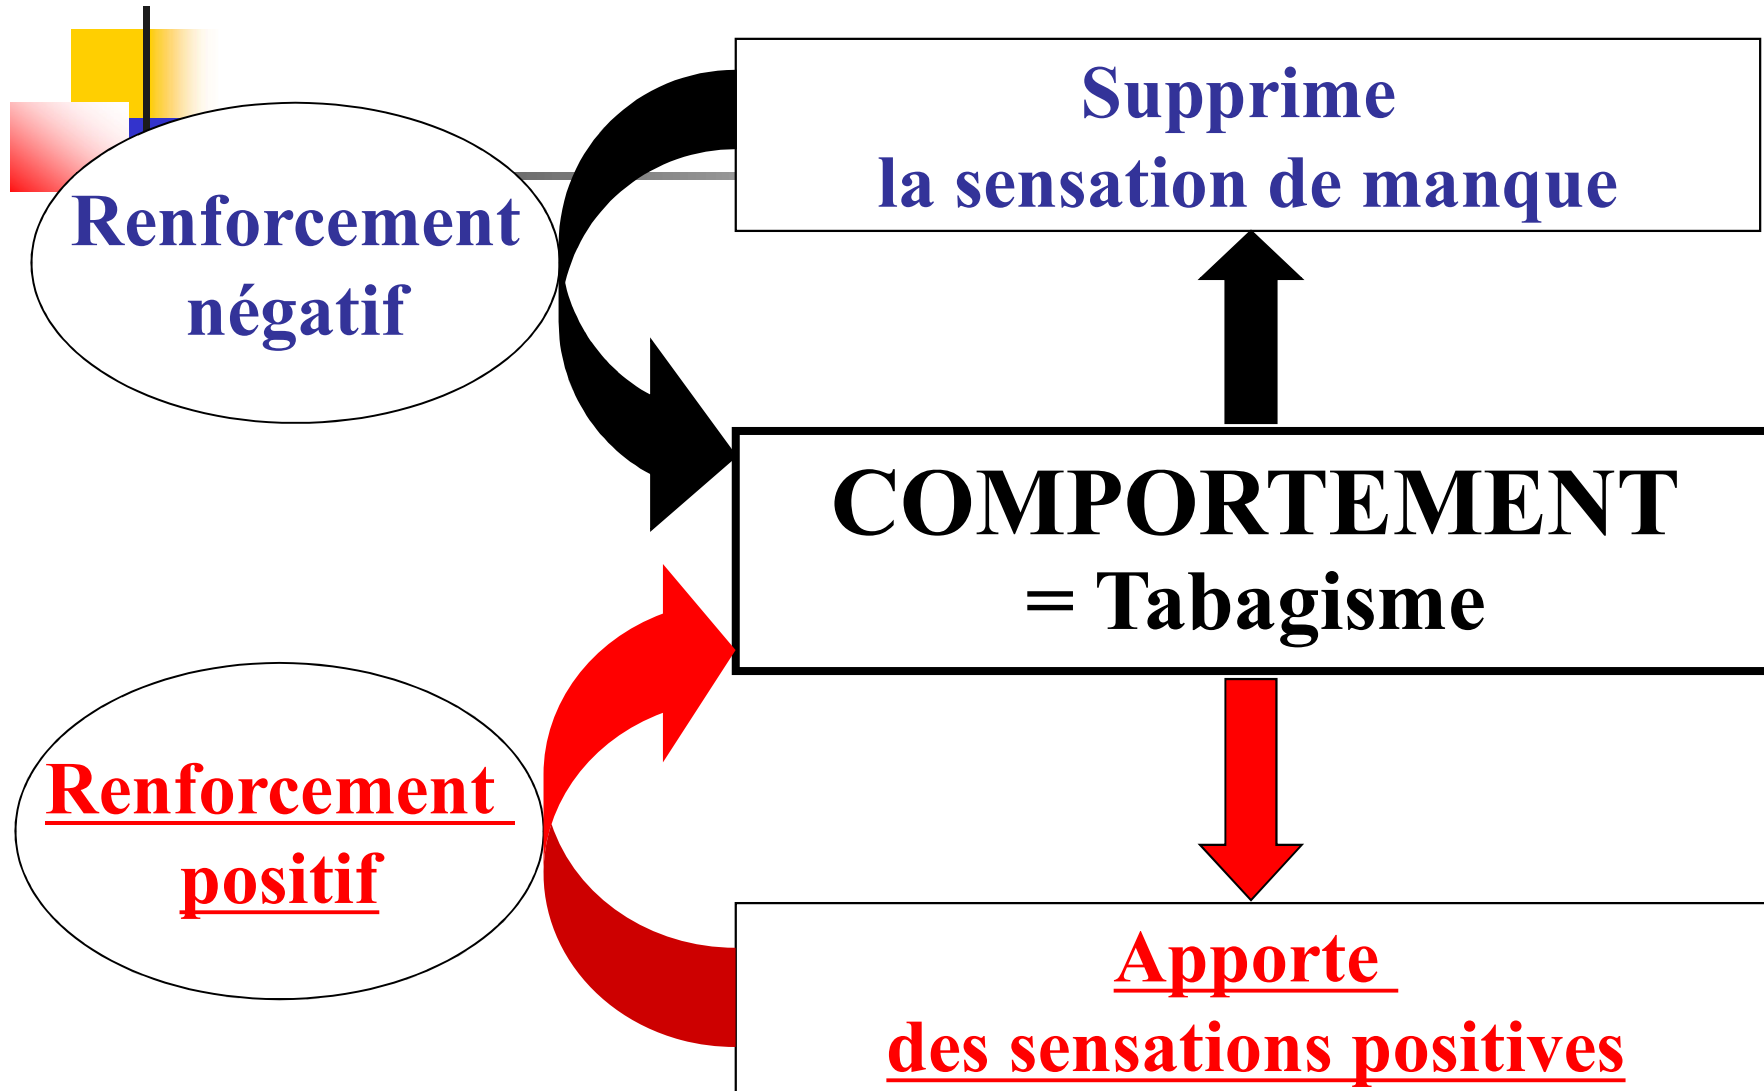 Supprime
la sensation de manque
Renforcement
négatif
COMPORTEMENT
= Tabagisme
Renforcement
positif
Apporte
des sensations positives